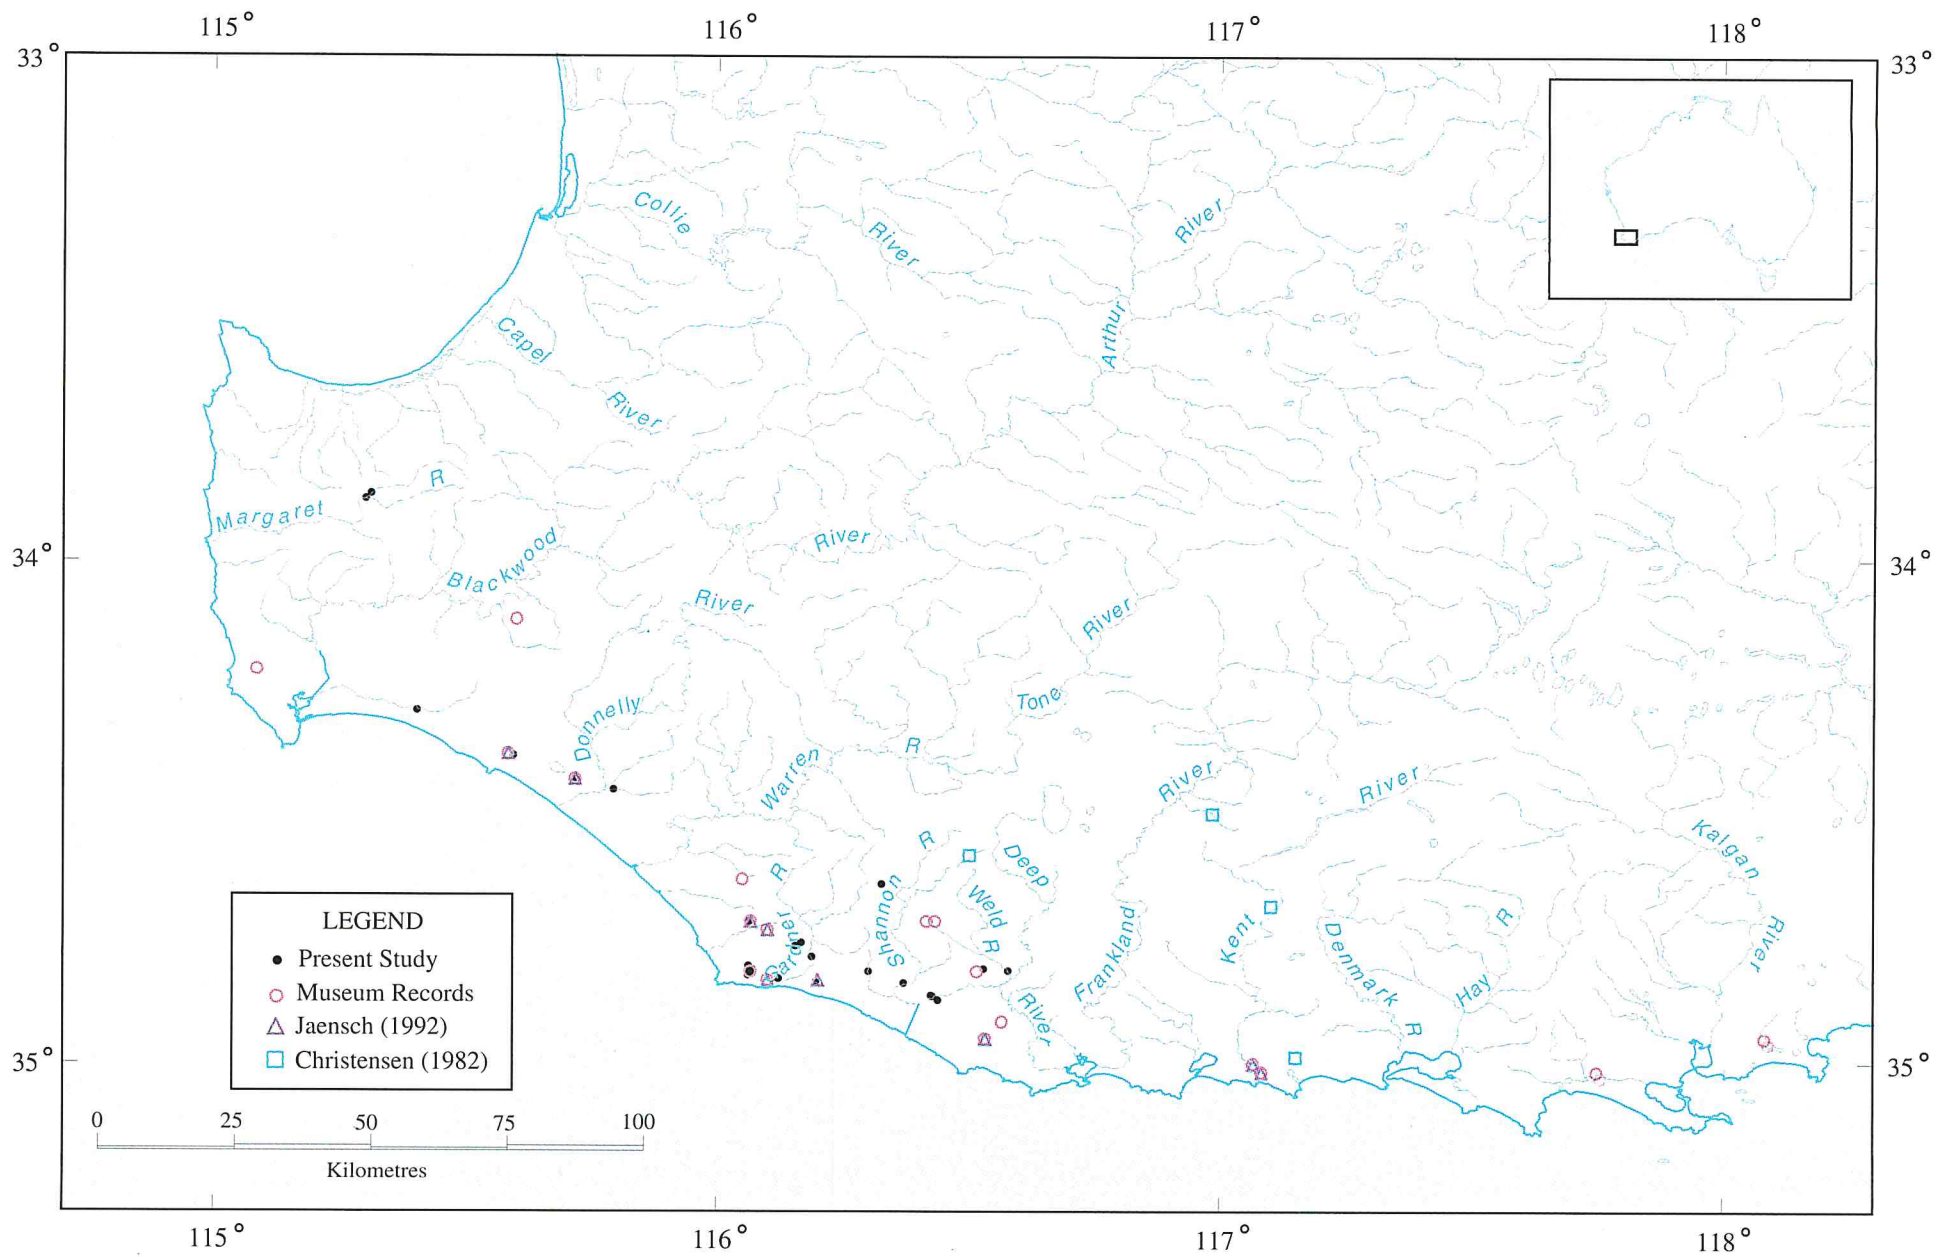 115° 116° 117° 118°
33° 33°
Collie River River
Arthur
Capel
River
Margaret R
34° 34°
Blackwood River
River
River
Donnelly
Tone
Warren R
River River
Kalgan
River
R
R
Deep
Weld
R
Shannon
Gardner
River
Frankland
Kent
Denmark
R
Hay
R
LEGEND
Present Study
Museum Records
Jaensch (1992)
Christensen (1982)
35° 35°
0 25 50 75 100
Kilometres
115° 116° 117° 118°